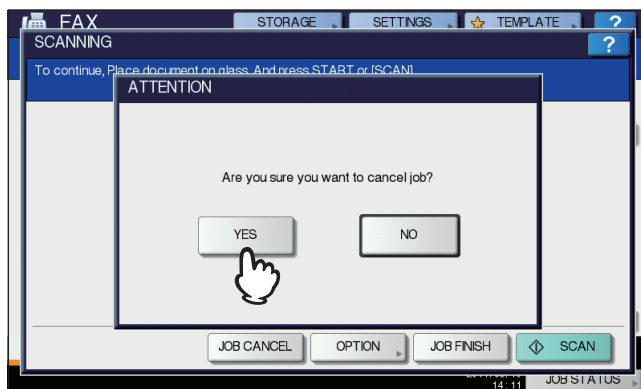 FAX
STORAGE SETTINGS TEMPLATE ?
SCANNING ?
To continue, Place document on glass. And press START or [SCAN]
ATTENTION
Are you sure you want to cancel job?
YES NO
JOB CANCEL OPTION JOB FINISH SCAN
14:11 JOB STATUS